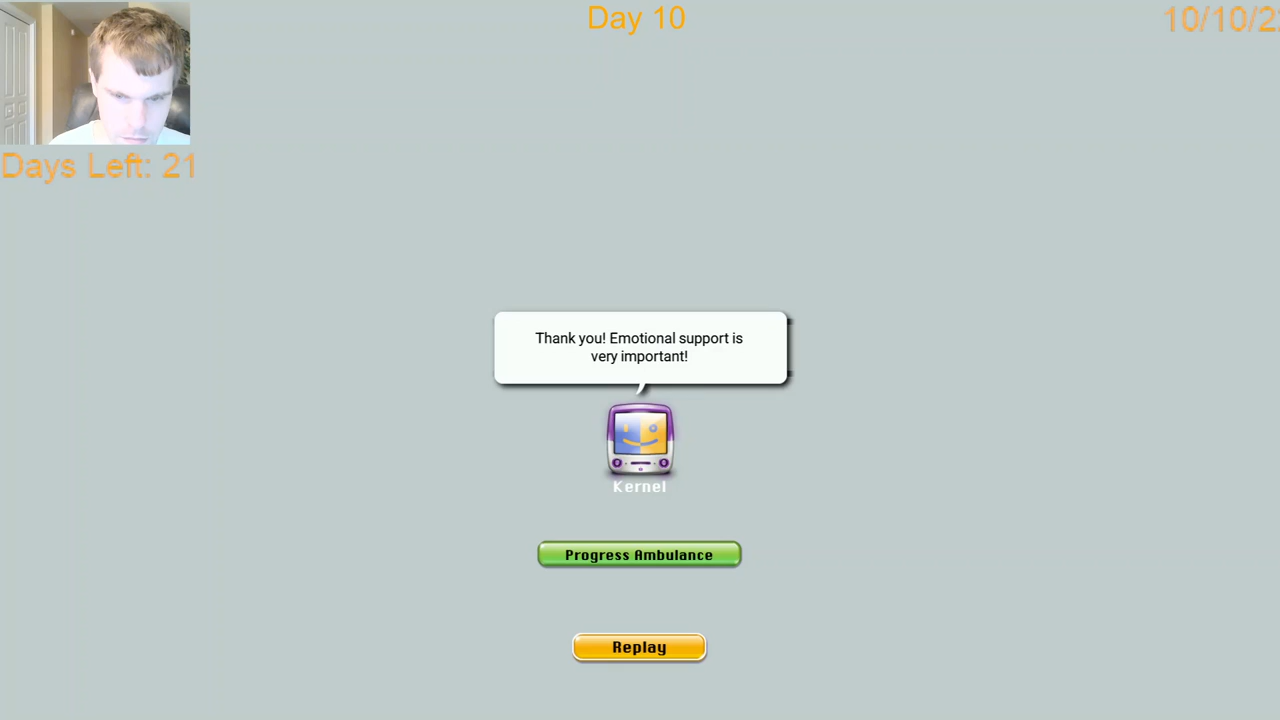 Day 10
10/10/2
Days Left: 21
Thank you! Emotional support is
very important!
Kernel
Progress Ambulance
Replay